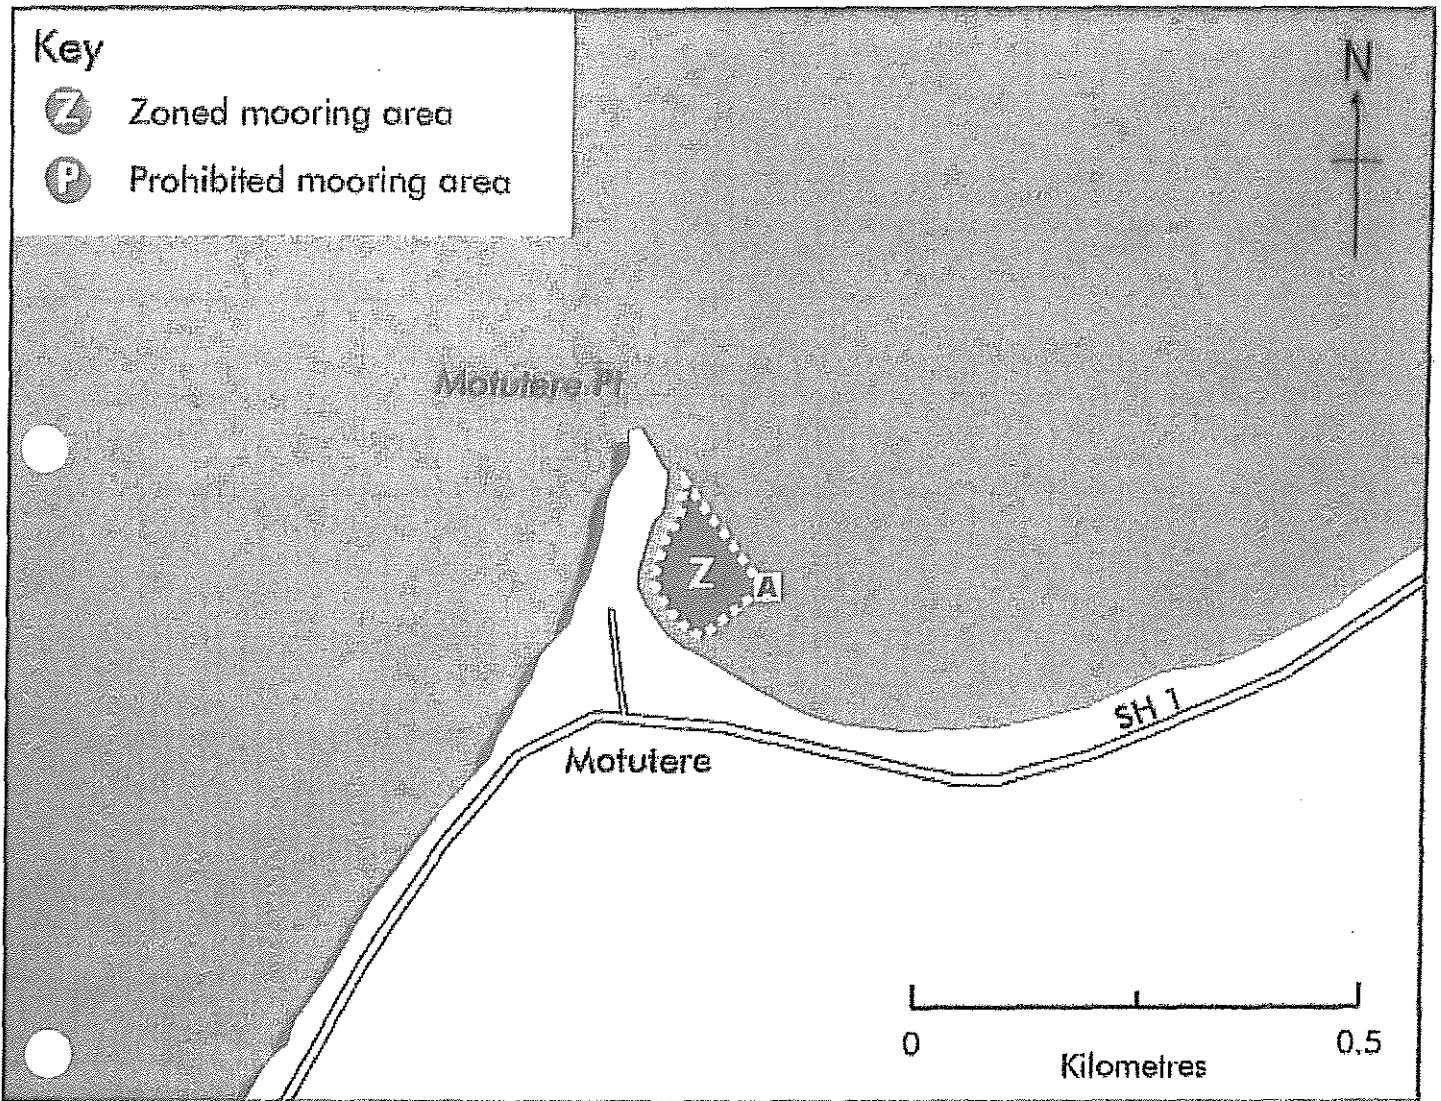 Key
Z Zoned mooring area
P Prohibited mooring area
N
Motutere Pt
Z
A
SH 1
Motutere
0 0.5
Kilometres